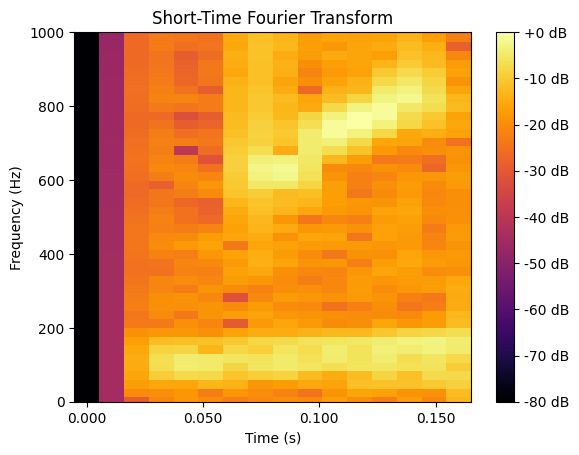 Short-Time Fourier Transform
1000
800
600
400
200
0
Frequency (Hz)
0.000
0.050
0.100
0.150
Time (s)
+0 dB
-10 dB
-20 dB
-30 dB
-40 dB
-50 dB
-60 dB
-70 dB
-80 dB